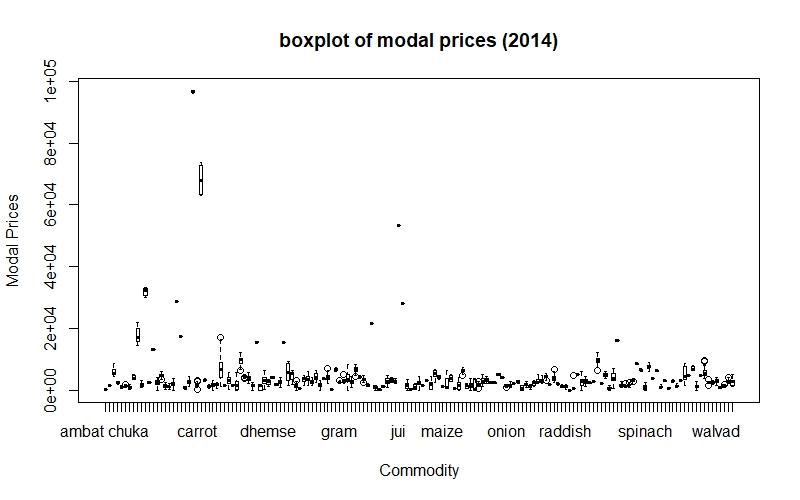 boxplot of modal prices (2014)
1e+05
8e+04
6e+04
4e+04
2e+04
0e+00
Modal Prices
ambat chuka carrot dhemse gram jui maize onion raddish spinach walvad
Commodity